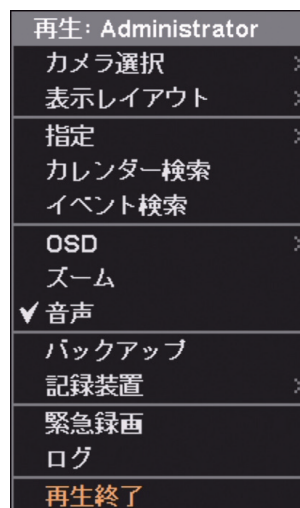 再生: Administrator
カメラ選択
表示レイアウト
指定
カレンダー検索
イベント検索
OSD
ズーム
音声
バックアップ
記録装置
緊急録画
ログ
再生終了